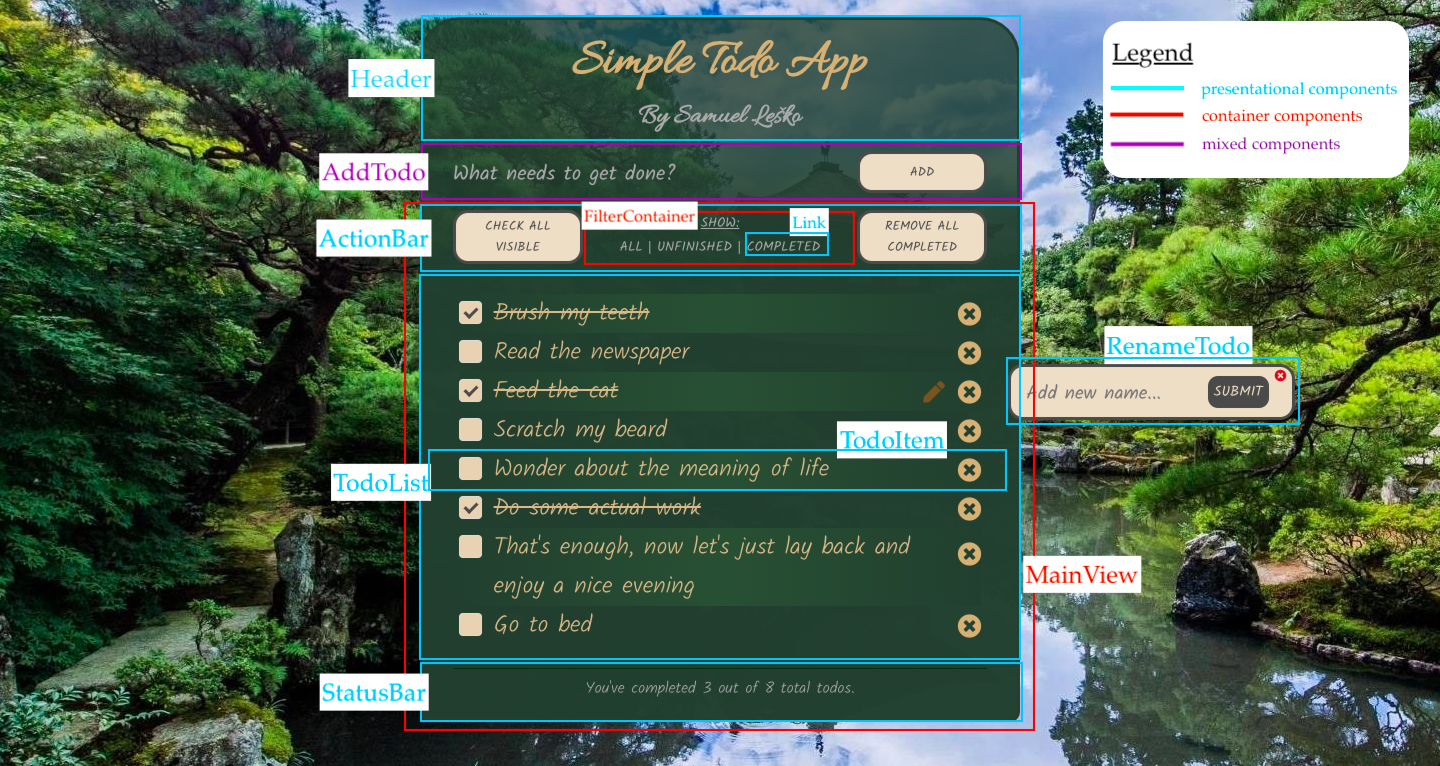 Simple Todo App
By Samuel Leško
Header
Legend
presentational components
container components
mixed components
AddTodo
What needs to get done?
ADD
ActionBar
CHECK ALL
VISIBLE
FilterContainer
SHOW:
Link
ALL | UNFINISHED | COMPLETED
REMOVE ALL
COMPLETED
Brush my teeth
Read the newspaper
Feed the cat
Scratch my beard
TodoItem
Wonder about the meaning of life
TodoList
Do some actual work
That's enough, now let's just lay back and
enjoy a nice evening
Go to bed
RenameTodo
Add new name...
SUBMIT
MainView
StatusBar
You've completed 3 out of 8 total todos.